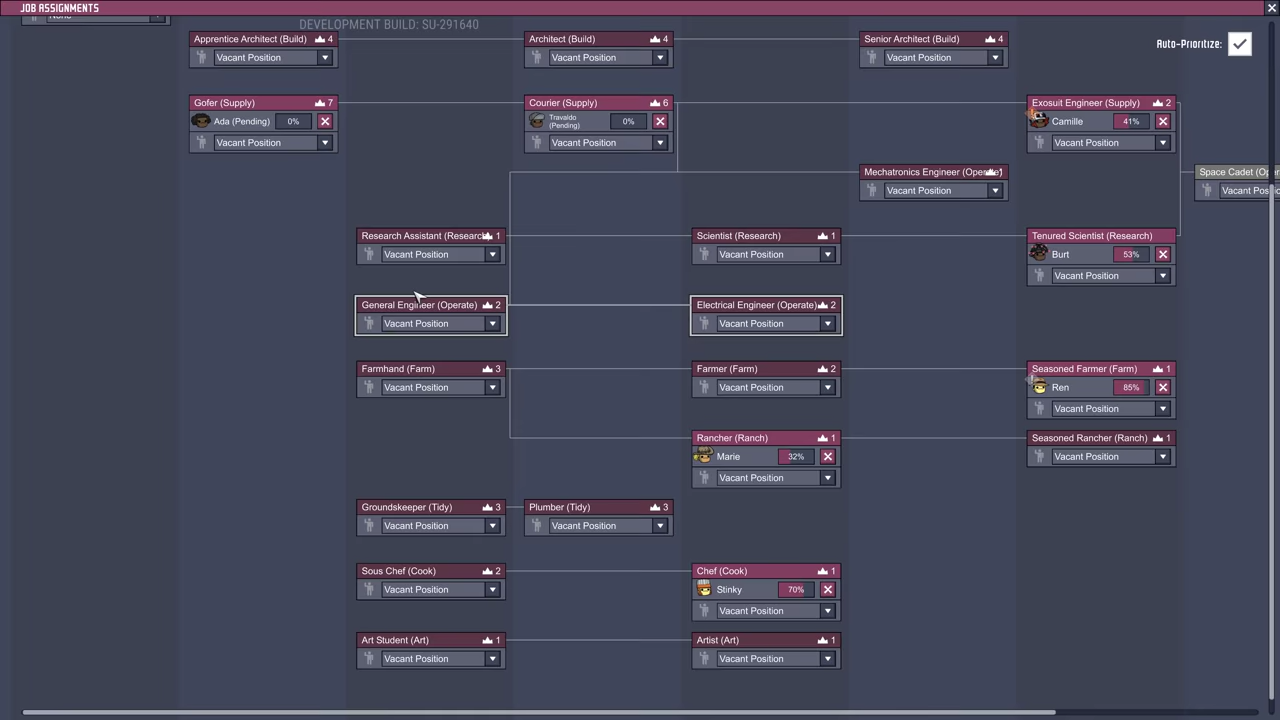 JOB ASSIGNMENTS
DEVELOPMENT BUILD: SU-291640
None
Auto-Prioritize:
Apprentice Architect (Build) 4
Vacant Position
Architect (Build) 4
Vacant Position
Senior Architect (Build) 4
Vacant Position
Gofer (Supply) 7
Ada (Pending) 0%
Vacant Position
Courier (Supply) 6
Travaldo (Pending) 0%
Vacant Position
Exosuit Engineer (Supply) 2
Camille 41%
Vacant Position
Mechatronics Engineer (Operate) 1
Vacant Position
Space Cadet (Oper
Vacant Pos
Research Assistant (Research 1
Vacant Position
Scientist (Research) 1
Vacant Position
Tenured Scientist (Research)
Burt 53%
Vacant Position
General Engineer (Operate) 2
Vacant Position
Electrical Engineer (Operate) 2
Vacant Position
Farmhand (Farm) 3
Vacant Position
Farmer (Farm) 2
Vacant Position
Seasoned Farmer (Farm) 1
Ren 85%
Vacant Position
Rancher (Ranch) 1
Marie 32%
Vacant Position
Seasoned Rancher (Ranch) 1
Vacant Position
Groundskeeper (Tidy) 3
Vacant Position
Plumber (Tidy) 3
Vacant Position
Sous Chef (Cook) 2
Vacant Position
Chef (Cook) 1
Stinky 70%
Vacant Position
Art Student (Art) 1
Vacant Position
Artist (Art) 1
Vacant Position